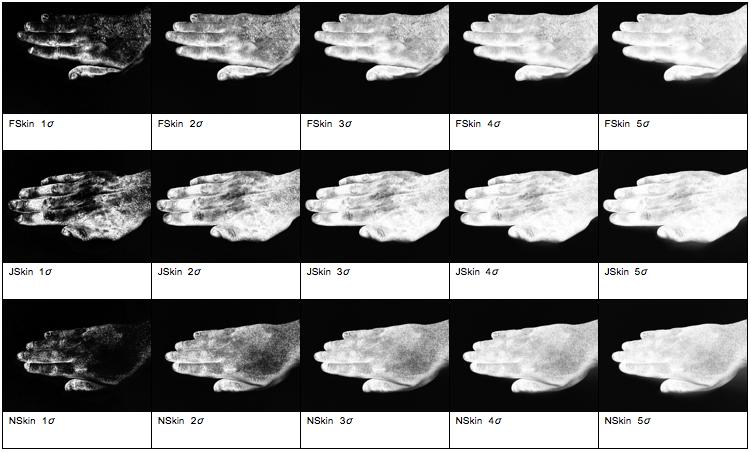 FSkin 1σ
FSkin 2σ
FSkin 3σ
FSkin 4σ
FSkin 5σ
JSkin 1σ
JSkin 2σ
JSkin 3σ
JSkin 4σ
JSkin 5σ
NSkin 1σ
NSkin 2σ
NSkin 3σ
NSkin 4σ
NSkin 5σ